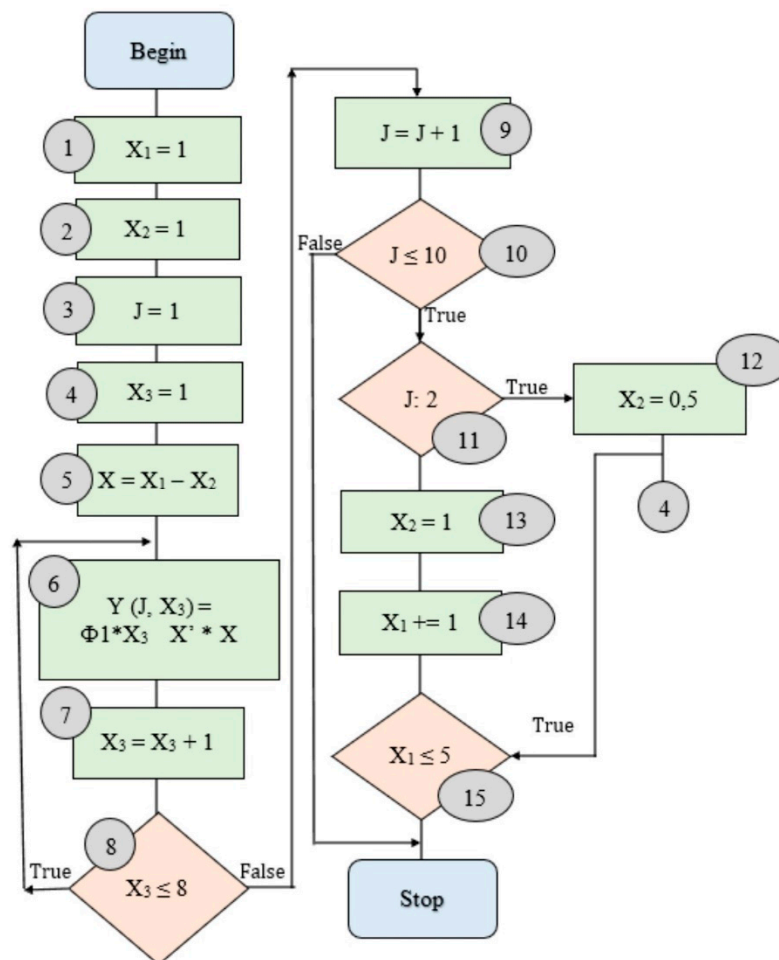 Begin
1
X₁ = 1
2
X₂ = 1
3
J = 1
4
X₃ = 1
5
X = X₁ – X₂
6
Y (J, X₃) =
Φ1*X₃ X’ * X
7
X₃ = X₃ + 1
8
X₃ ≤ 8
True
False
J = J + 1
9
False
J ≤ 10
10
True
J: 2
11
True
X₂ = 0,5
12
4
X₂ = 1
13
X₁ += 1
14
True
X₁ ≤ 5
15
Stop